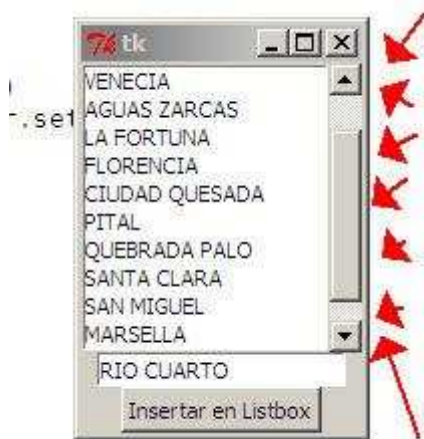 tk
.set
VENECIA
AGUAS ZARCAS
LA FORTUNA
FLORENCIA
CIUDAD QUESADA
PITAL
QUEBRADA PALO
SANTA CLARA
SAN MIGUEL
MARSELLA
RIO CUARTO
Insertar en Listbox